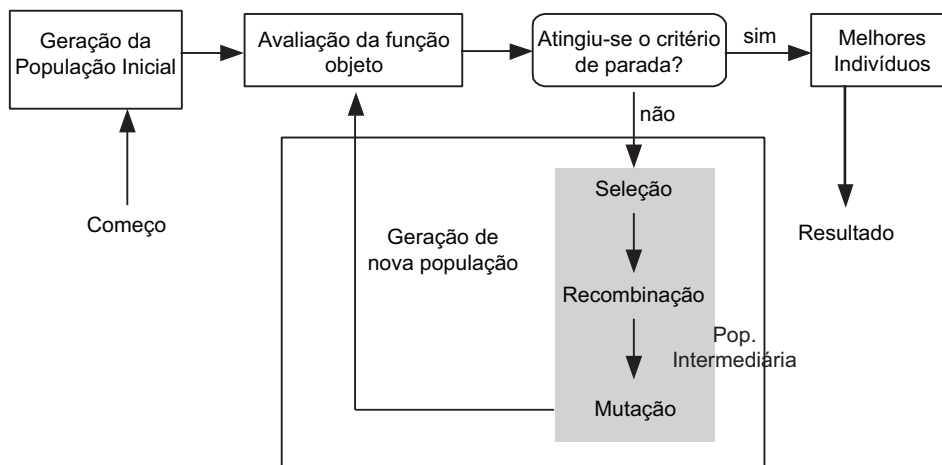 Geração da
População Inicial
Avaliação da função
objeto
Atingiu-se o critério
de parada?
sim
Melhores
Indivíduos
não
Começo
Seleção
Resultado
Geração de
nova população
Recombinação
Pop.
Intermediária
Mutação